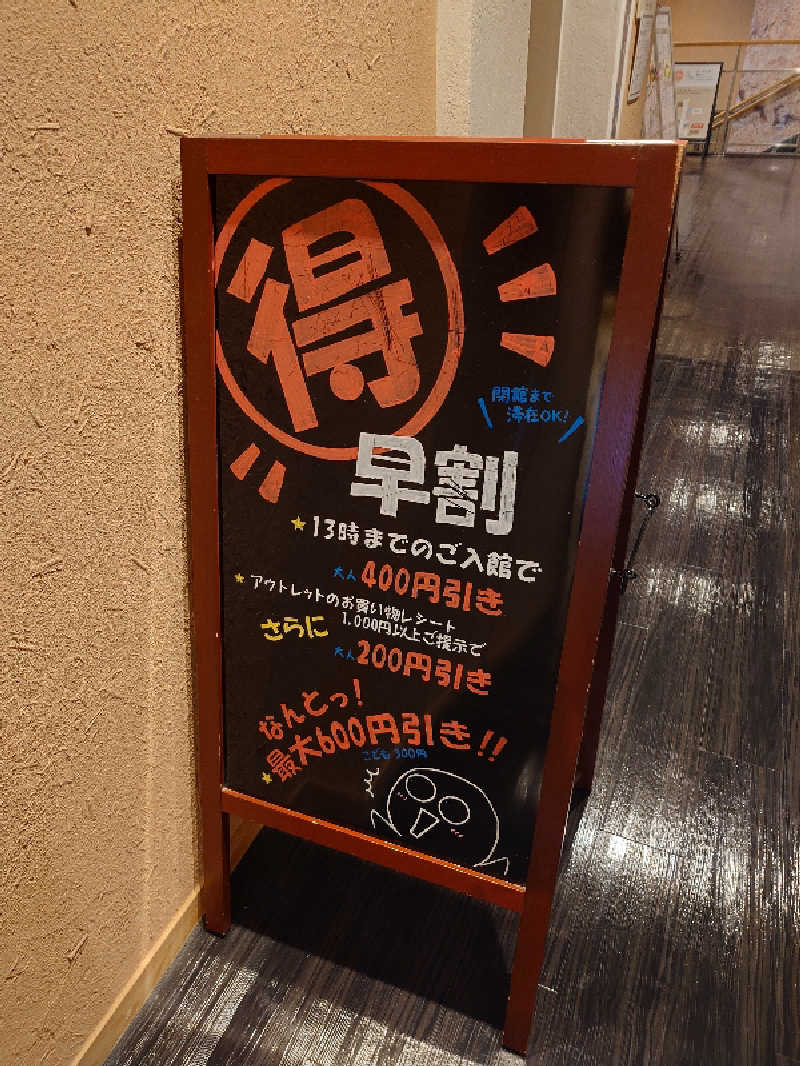 得
閉館まで
滞在OK!
早割
★13時までのご入館で
大人400円引き
★アウトレットのお買い物レシート
1,000円以上ご提示で
さらに
大人200円引き
なんとっ!
★最大600円引き!!
こども300円